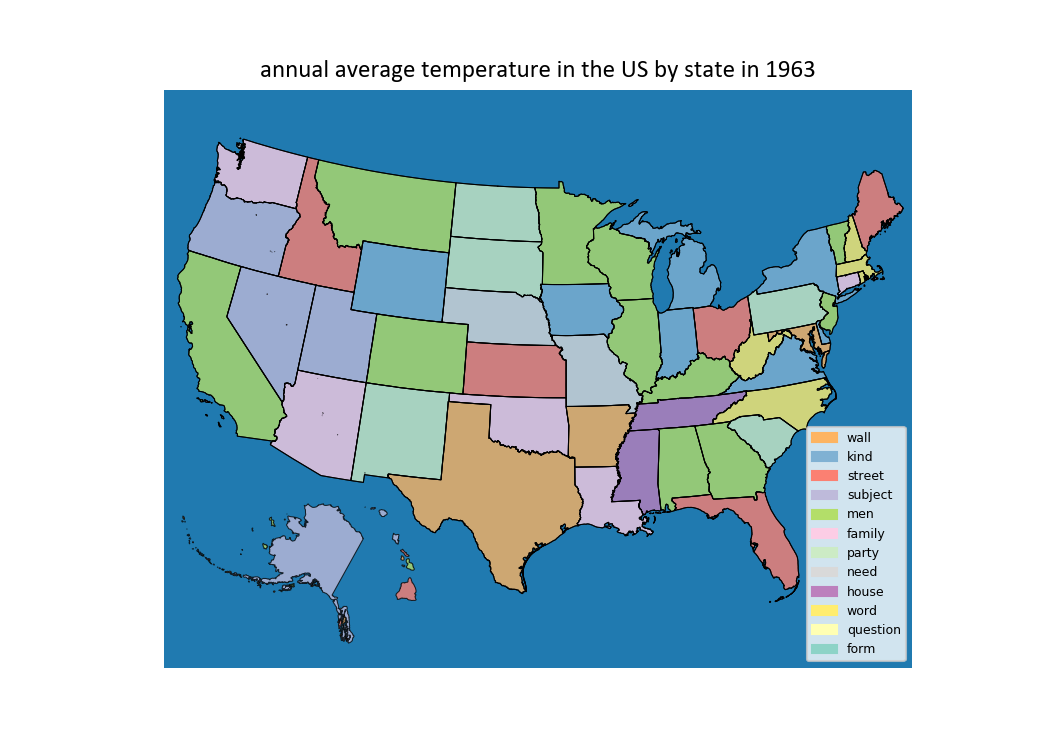 annual average temperature in the US by state in 1963
wall
kind
street
subject
men
family
party
need
house
word
question
form